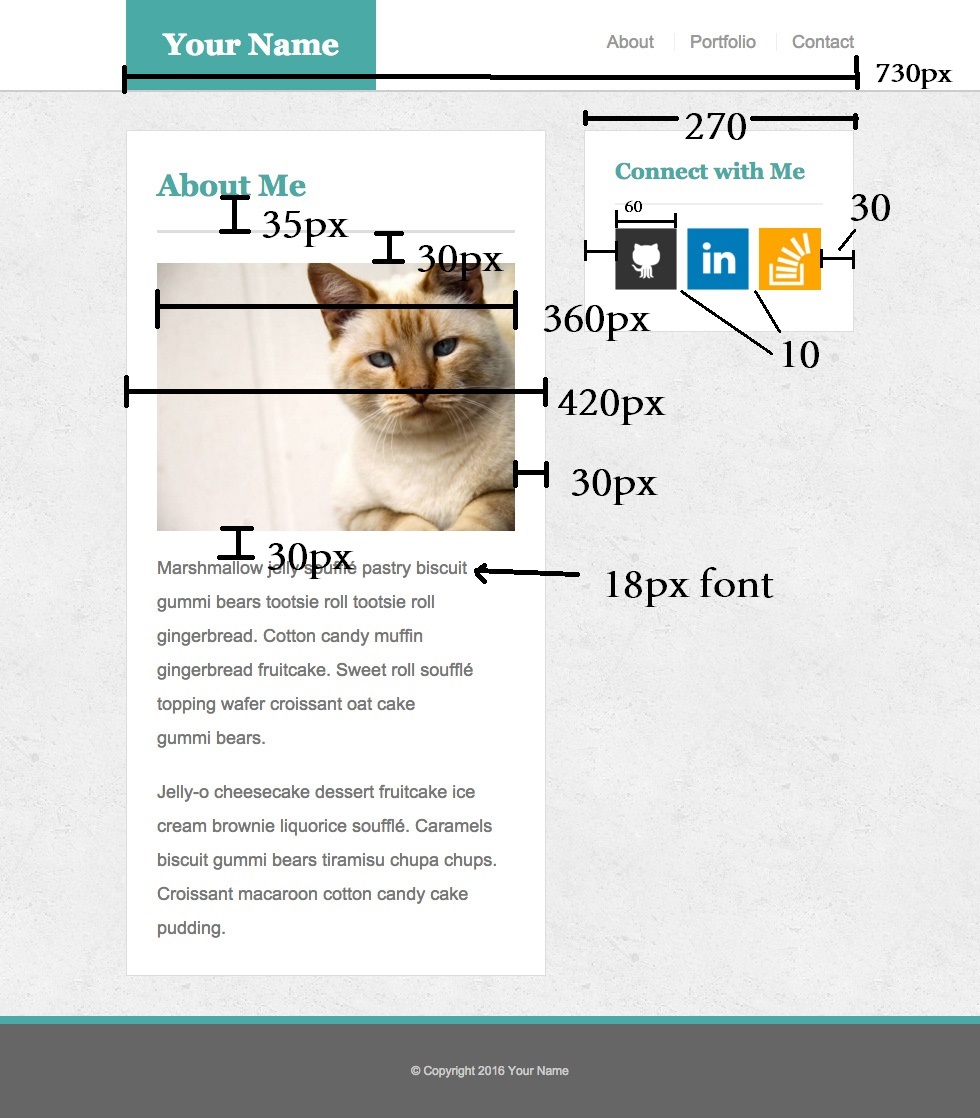 Your Name
About
Portfolio
Contact
730px
270
About Me
Connect with Me
35px
60
30
30px
in
360px
10
420px
30px
30px
Marshmallow jelly soufflé pastry biscuit
18px font
gummi bears tootsie roll tootsie roll
gingerbread. Cotton candy muffin
gingerbread fruitcake. Sweet roll soufflé
topping wafer croissant oat cake
gummi bears.
Jelly-o cheesecake dessert fruitcake ice
cream brownie liquorice soufflé. Caramels
biscuit gummi bears tiramisu chupa chups.
Croissant macaroon cotton candy cake
pudding.
© Copyright 2016 Your Name